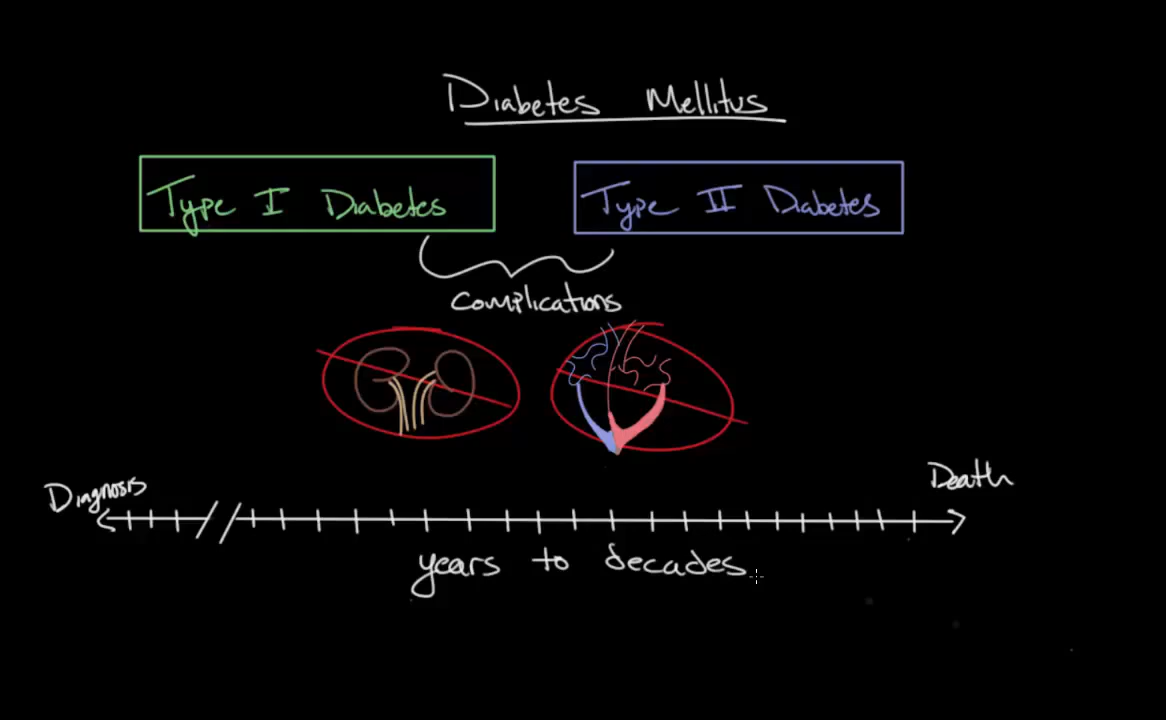 Diabetes Mellitus
Type I Diabetes
Type II Diabetes
Complications
Diagnosis
Death
years to decades